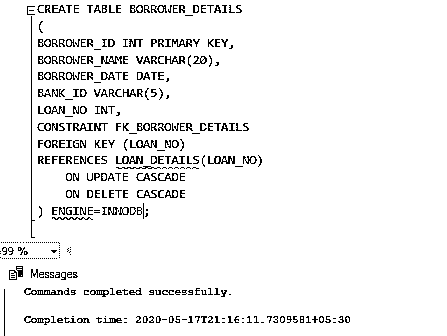 CREATE TABLE BORROWER_DETAILS
(
BORROWER_ID INT PRIMARY KEY,
BORROWER_NAME VARCHAR(20),
BORROWER_DATE DATE,
BANK_ID VARCHAR(5),
LOAN_NO INT,
CONSTRAINT FK_BORROWER_DETAILS
FOREIGN KEY (LOAN_NO)
REFERENCES LOAN_DETAILS(LOAN_NO)
ON UPDATE CASCADE
ON DELETE CASCADE
) ENGINE=INNODB;
99 %
Messages
Commands completed successfully.
Completion time: 2020-05-17T21:16:11.7309581+05:30